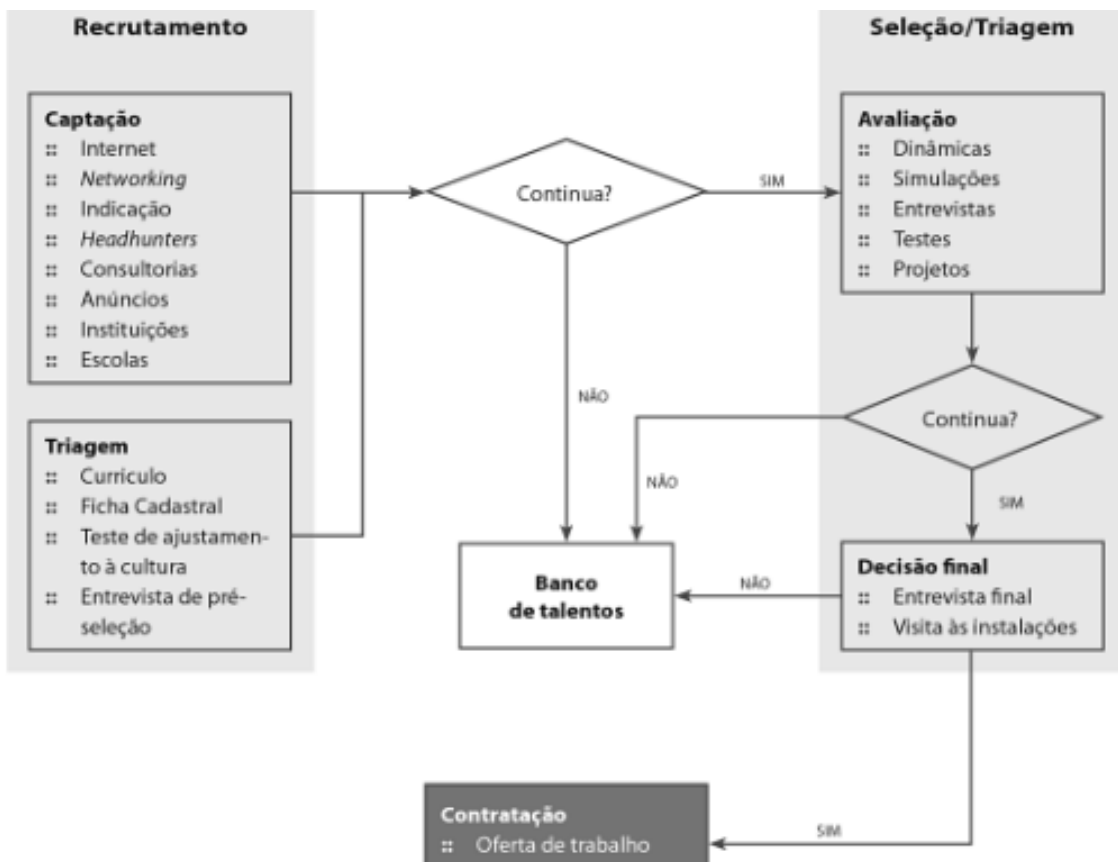 Recrutamento
Captação
:: Internet
:: Networking
:: Indicação
:: Headhunters
:: Consultorias
:: Anúncios
:: Instituições
:: Escolas
Triagem
:: Currículo
:: Ficha Cadastral
:: Teste de ajustamen-
to à cultura
:: Entrevista de pré-
seleção
Continua?
SIM
NÃO
Seleção/Triagem
Avaliação
:: Dinâmicas
:: Simulações
:: Entrevistas
:: Testes
:: Projetos
Continua?
NÃO
SIM
Decisão final
:: Entrevista final
:: Visita às instalações
NÃO
Banco
de talentos
SIM
Contratação
:: Oferta de trabalho